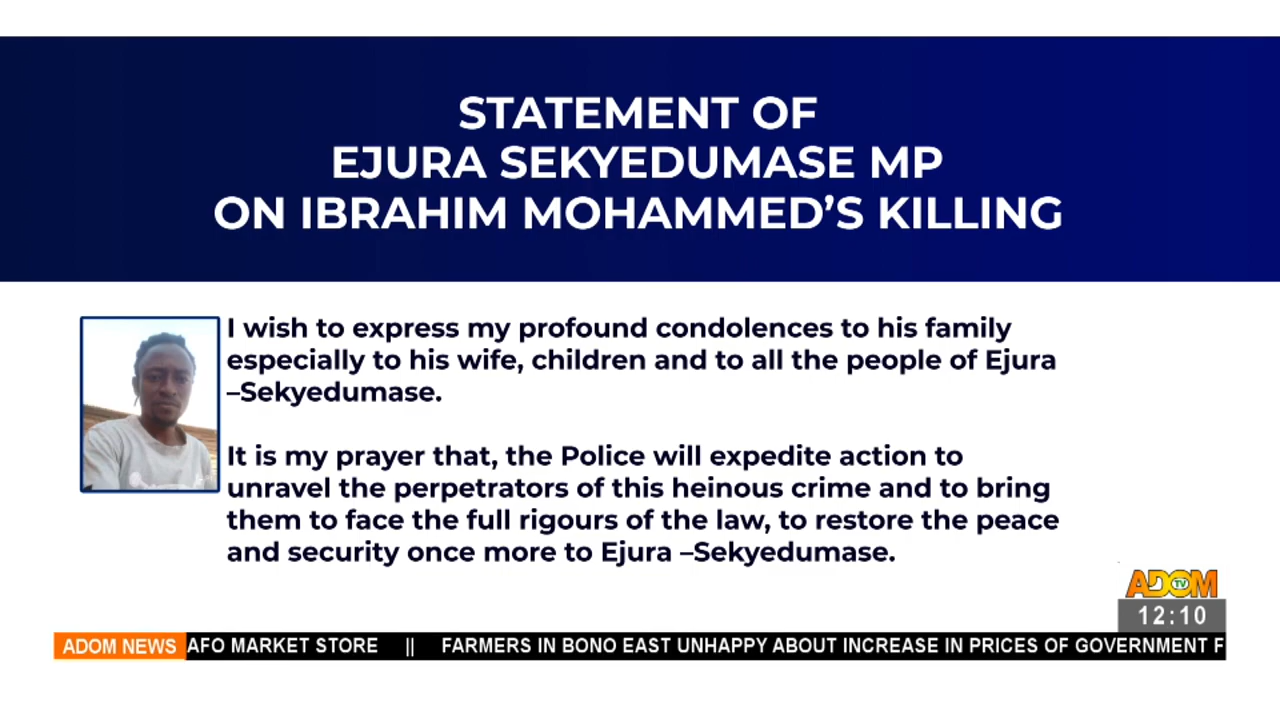 STATEMENT OF
EJURA SEKYEDUMASE MP
ON IBRAHIM MOHAMMED’S KILLING
I wish to express my profound condolences to his family
especially to his wife, children and to all the people of Ejura
–Sekyedumase.
It is my prayer that, the Police will expedite action to
unravel the perpetrators of this heinous crime and to bring
them to face the full rigours of the law, to restore the peace
and security once more to Ejura –Sekyedumase.
ADOM TV
12:10
ADOM NEWS AFO MARKET STORE || FARMERS IN BONO EAST UNHAPPY ABOUT INCREASE IN PRICES OF GOVERNMENT F